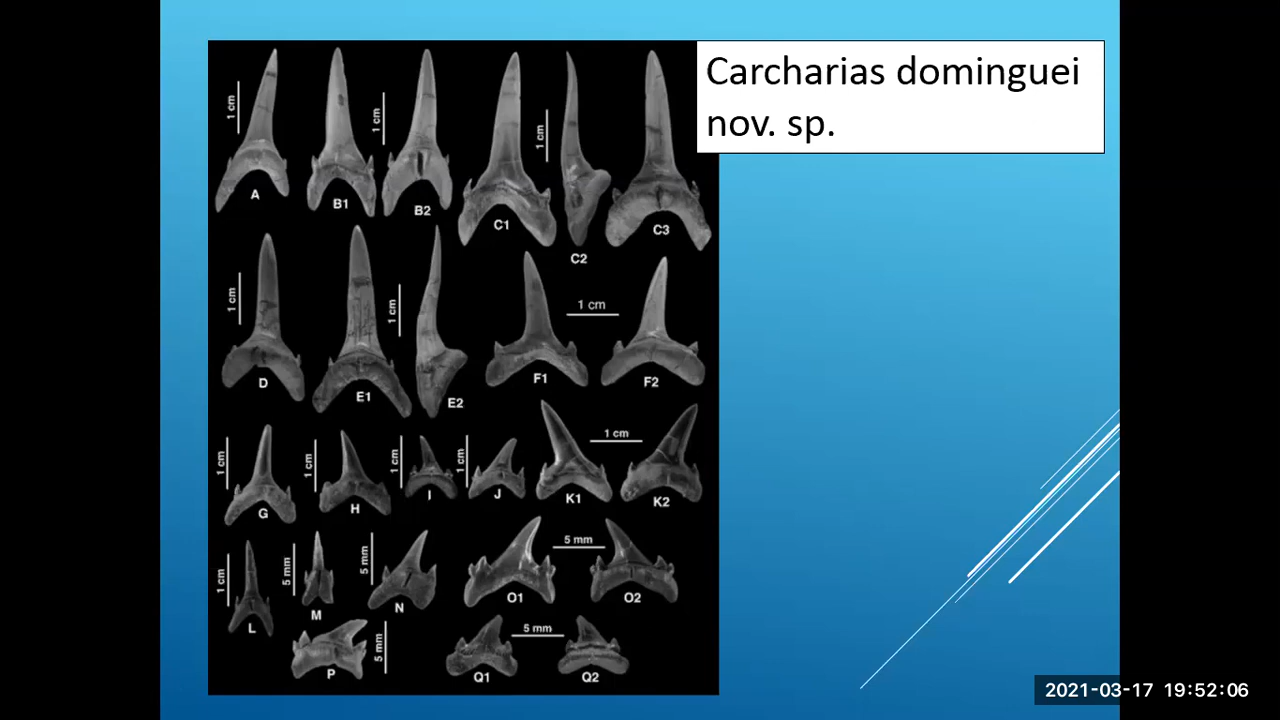 Carcharias dominguei
nov. sp.
1 cm
A
B1
1 cm
B2
C1
1 cm
C2
C3
1 cm
D
E1
1 cm
E2
F1
1 cm
F2
1 cm
G
1 cm
H
1 cm
I
1 cm
J
K1
1 cm
K2
1 cm
L
5 mm
M
5 mm
N
O1
5 mm
O2
P
5 mm
Q1
5 mm
Q2
2021-03-17 19:52:06